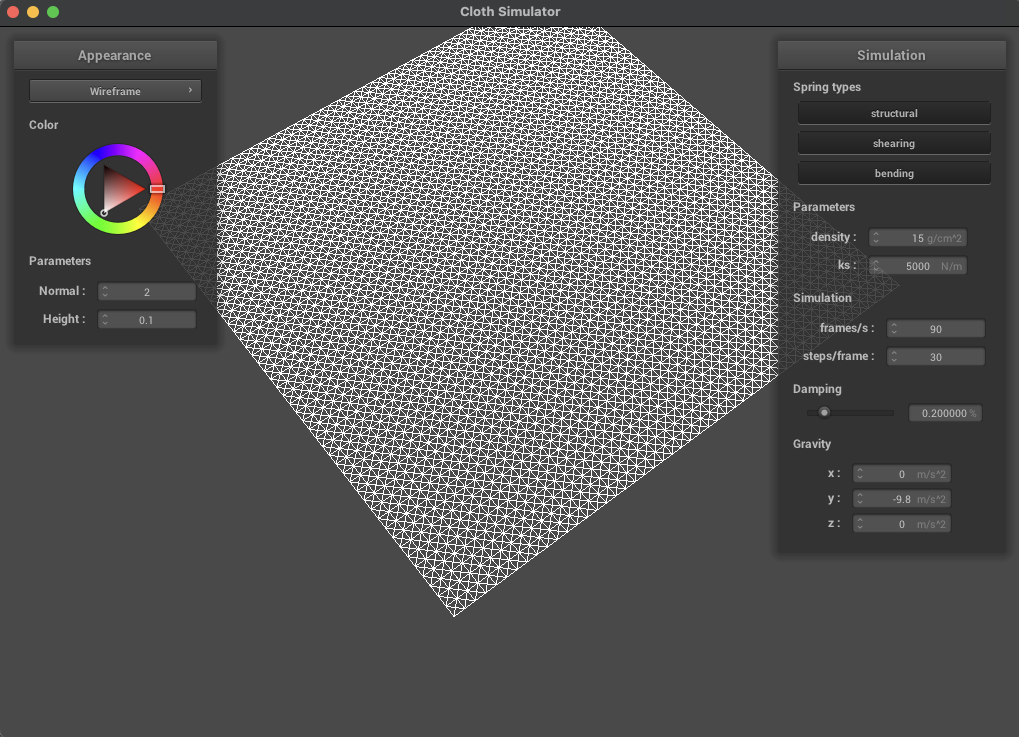 Cloth Simulator
Appearance
Wireframe
Color
Parameters
Normal : 2
Height : 0.1
Simulation
Spring types
structural
shearing
bending
Parameters
density : 15 g/cm^2
ks : 5000 N/m
Simulation
frames/s : 90
steps/frame : 30
Damping
0.200000 %
Gravity
x : 0 m/s^2
y : -9.8 m/s^2
z : 0 m/s^2